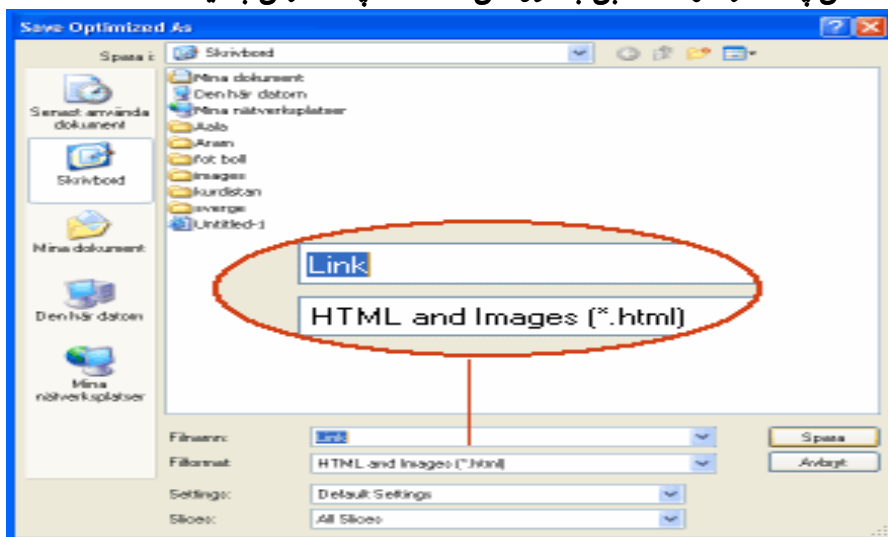 Save Optimized As
Spara i:
Skrivbord
Mina dokument
Den här datorn
Mina nätverksplatser
Aala
Aram
fot boll
images
kurdistan
sverge
Untitled-1
Senast använda
dokument
Skrivbord
Mina dokument
Den här datorn
Mina
nätverksplatser
Link
HTML and Images (*.html)
Filnamn:
Link
Spara
Filformat:
HTML and Images (*.html)
Avbryt
Settings:
Default Settings
Slices:
All Slices